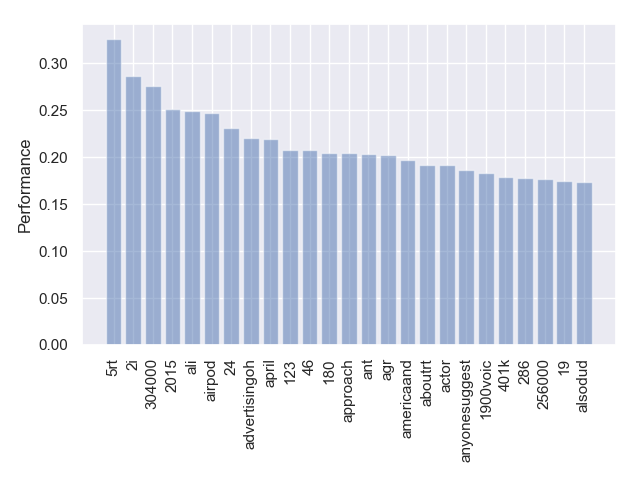 0.30
0.25
0.20
0.15
0.10
0.05
0.00
Performance
5rt
2i
304000
2015
ali
airpod
24
advertisingoh
april
123
46
180
approach
ant
agr
americaand
aboutrt
actor
anyonesuggest
1900voic
401k
286
256000
19
alsodud